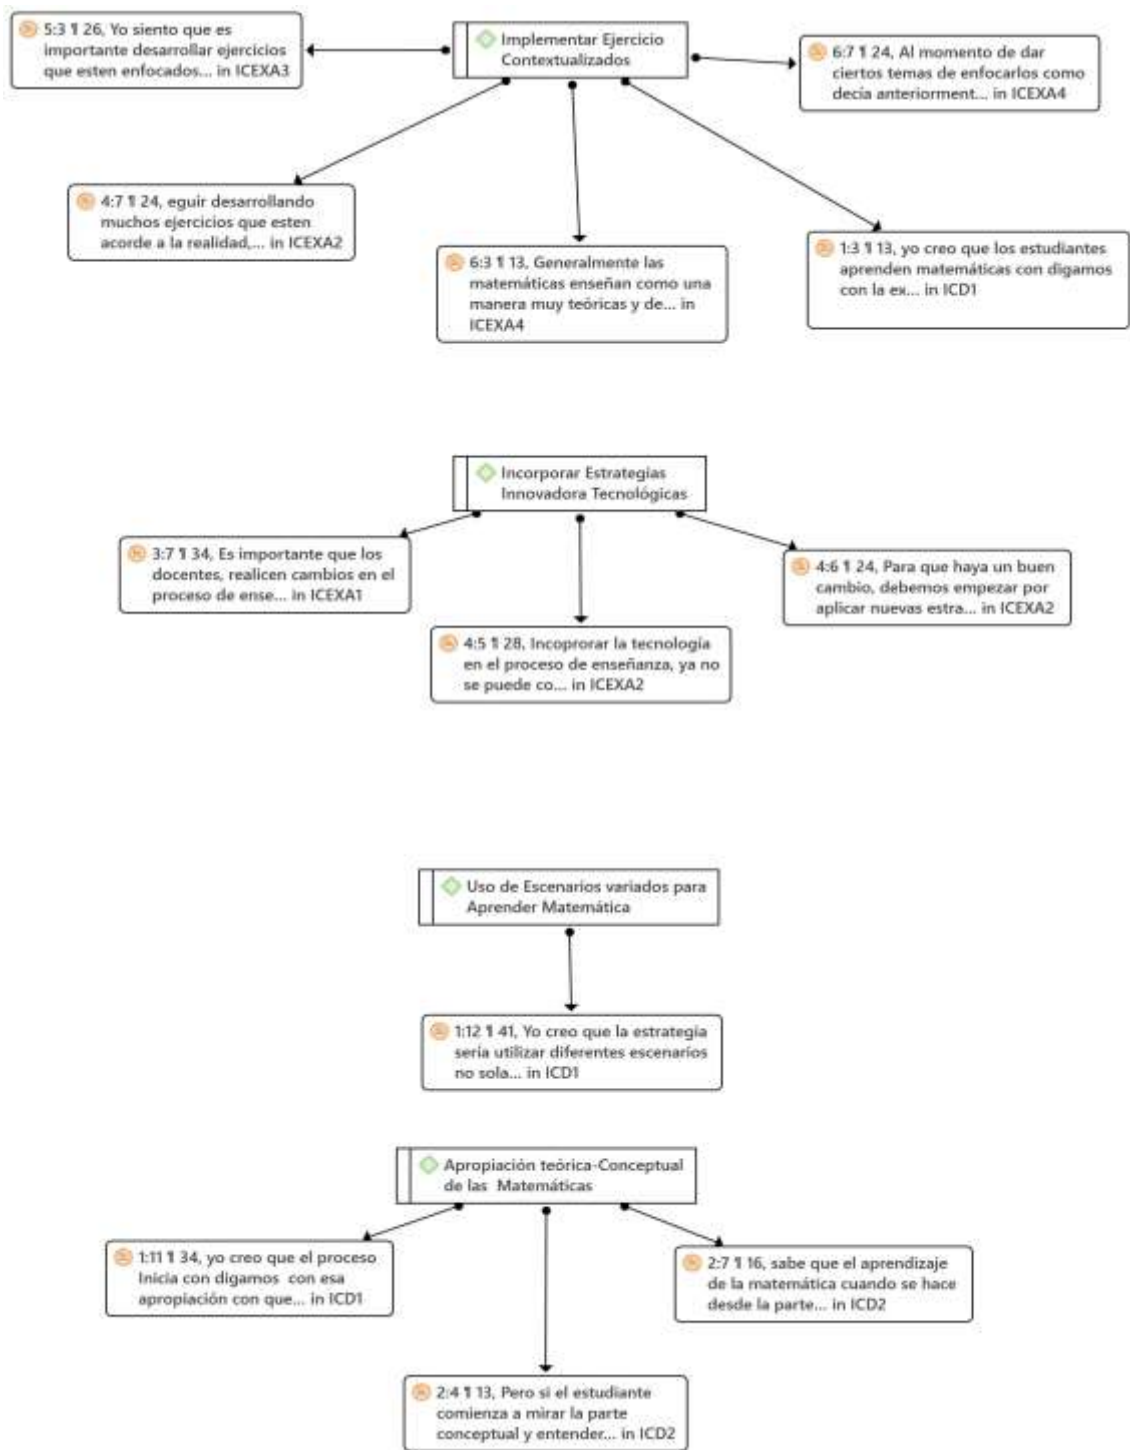 5:3 ¶ 26, Yo siento que es
importante desarrollar ejercicios
que esten enfocados... in ICEXA3
Implementar Ejercicio
Contextualizados
6:7 ¶ 24, Al momento de dar
ciertos temas de enfocarlos como
decía anteriorment... in ICEXA4
4:7 ¶ 24, eguir desarrollando
muchos ejercicios que esten
acorde a la realidad,... in ICEXA2
6:3 ¶ 13, Generalmente las
matemáticas enseñan como una
manera muy teóricas y de... in
ICEXA4
1:3 ¶ 13, yo creo que los estudiantes
aprenden matemáticas con digamos
con la ex... in ICD1
Incorporar Estrategias
Innovadora Tecnológicas
3:7 ¶ 34, Es importante que los
docentes, realicen cambios en el
proceso de ense... in ICEXA1
4:5 ¶ 28, Incoprorar la tecnología
en el proceso de enseñanza, ya no
se puede co... in ICEXA2
4:6 ¶ 24, Para que haya un buen
cambio, debemos empezar por
aplicar nuevas estra... in ICEXA2
Uso de Escenarios variados para
Aprender Matemática
1:12 ¶ 41, Yo creo que la estrategia
sería utilizar diferentes escenarios
no sola... in ICD1
Apropiación teórica-Conceptual
de las Matemáticas
1:11 ¶ 34, yo creo que el proceso
Inicia con digamos con esa
apropiación con que... in ICD1
2:4 ¶ 13, Pero si el estudiante
comienza a mirar la parte
conceptual y entender... in ICD2
2:7 ¶ 16, sabe que el aprendizaje
de la matemática cuando se hace
desde la parte... in ICD2